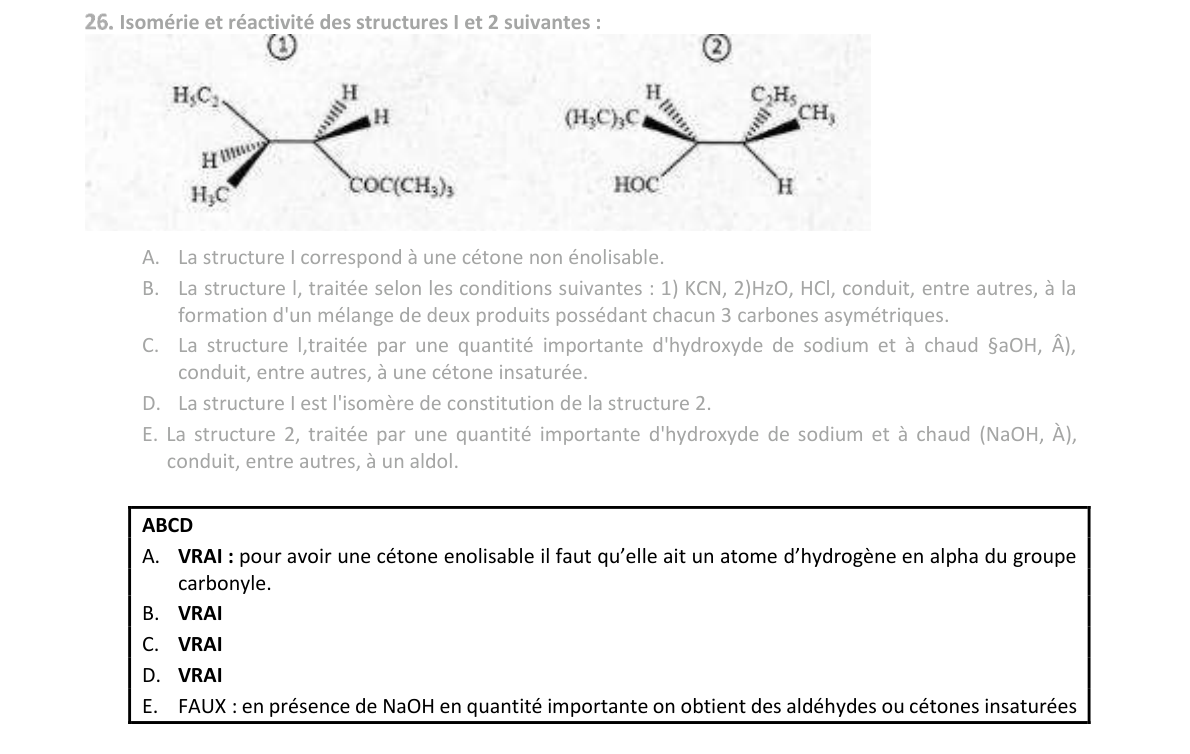 26. Isomérie et réactivité des structures I et 2 suivantes :
1 2
H₅C₂ H H H H₃C COC(CH₃)₃
H C₂H₅ (H₃C)₃C CH₃ HOC H
A. La structure I correspond à une cétone non énolisable.
B. La structure l, traitée selon les conditions suivantes : 1) KCN, 2)HzO, HCl, conduit, entre autres, à la
formation d'un mélange de deux produits possédant chacun 3 carbones asymétriques.
C. La structure l,traitée par une quantité importante d'hydroxyde de sodium et à chaud §aOH, Â),
conduit, entre autres, à une cétone insaturée.
D. La structure I est l'isomère de constitution de la structure 2.
E. La structure 2, traitée par une quantité importante d'hydroxyde de sodium et à chaud (NaOH, À),
conduit, entre autres, à un aldol.
ABCD
A. VRAI : pour avoir une cétone enolisable il faut qu’elle ait un atome d’hydrogène en alpha du groupe
carbonyle.
B. VRAI
C. VRAI
D. VRAI
E. FAUX : en présence de NaOH en quantité importante on obtient des aldéhydes ou cétones insaturées